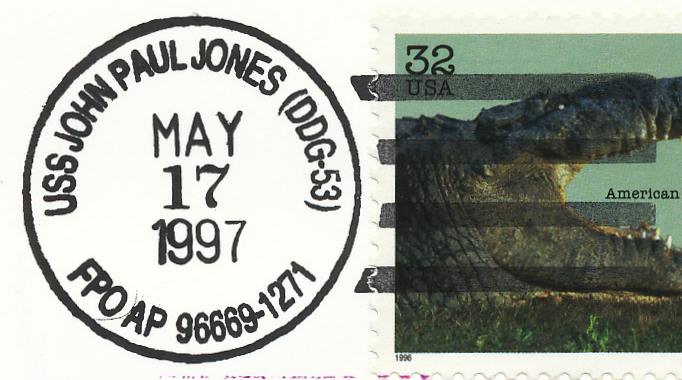 USS JOHN PAUL JONES (DDG-53)
MAY
17
1997
FPO AP 96669-1271
32
USA
American
1996